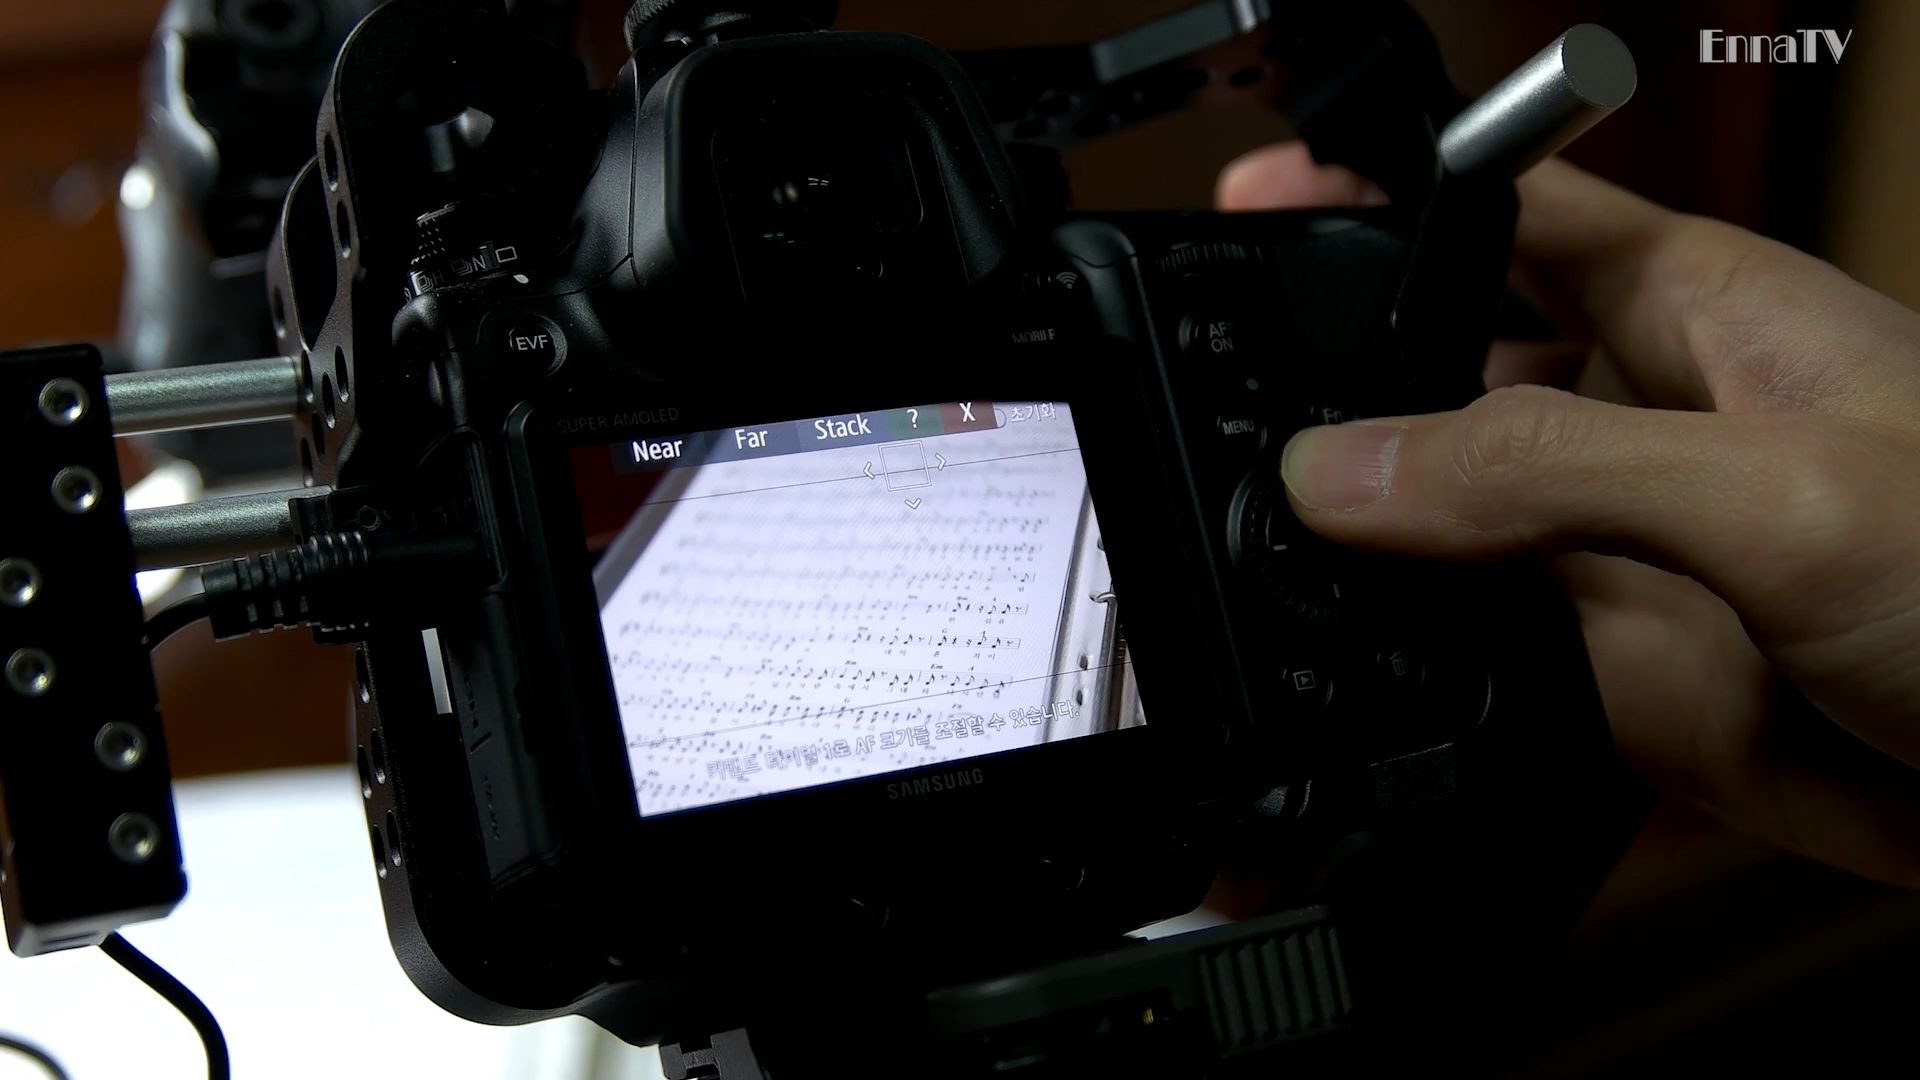 EnnaTV
H N
EVF
MOBILE
AF
ON
SUPER AMOLED
Near Far Stack ? X 초기화
MENU Fn
커맨드 다이얼 1로 AF 크기를 조절할 수 있습니다.
SAMSUNG